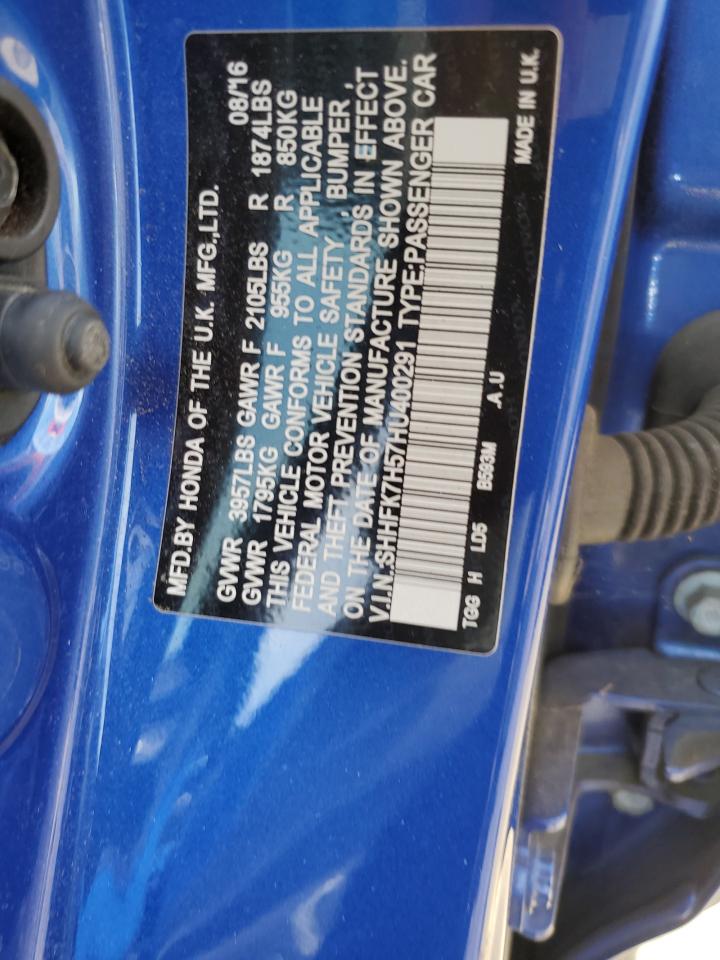 MFD.BY HONDA OF THE U.K. MFG.,LTD.
08/16
GVWR 3957LBS GAWR F 2105LBS R 1874LBS
GVWR 1795KG GAWR F 955KG R 850KG
THIS VEHICLE CONFORMS TO ALL APPLICABLE
FEDERAL MOTOR VEHICLE SAFETY , BUMPER ,
AND THEFT PREVENTION STANDARDS IN EFFECT
ON THE DATE OF MANUFACTURE SHOWN ABOVE.
V.I.N.:SHHFK7H57HU400291 TYPE:PASSENGER CAR
TGG H LD5 B593M .A .U MADE IN U.K.